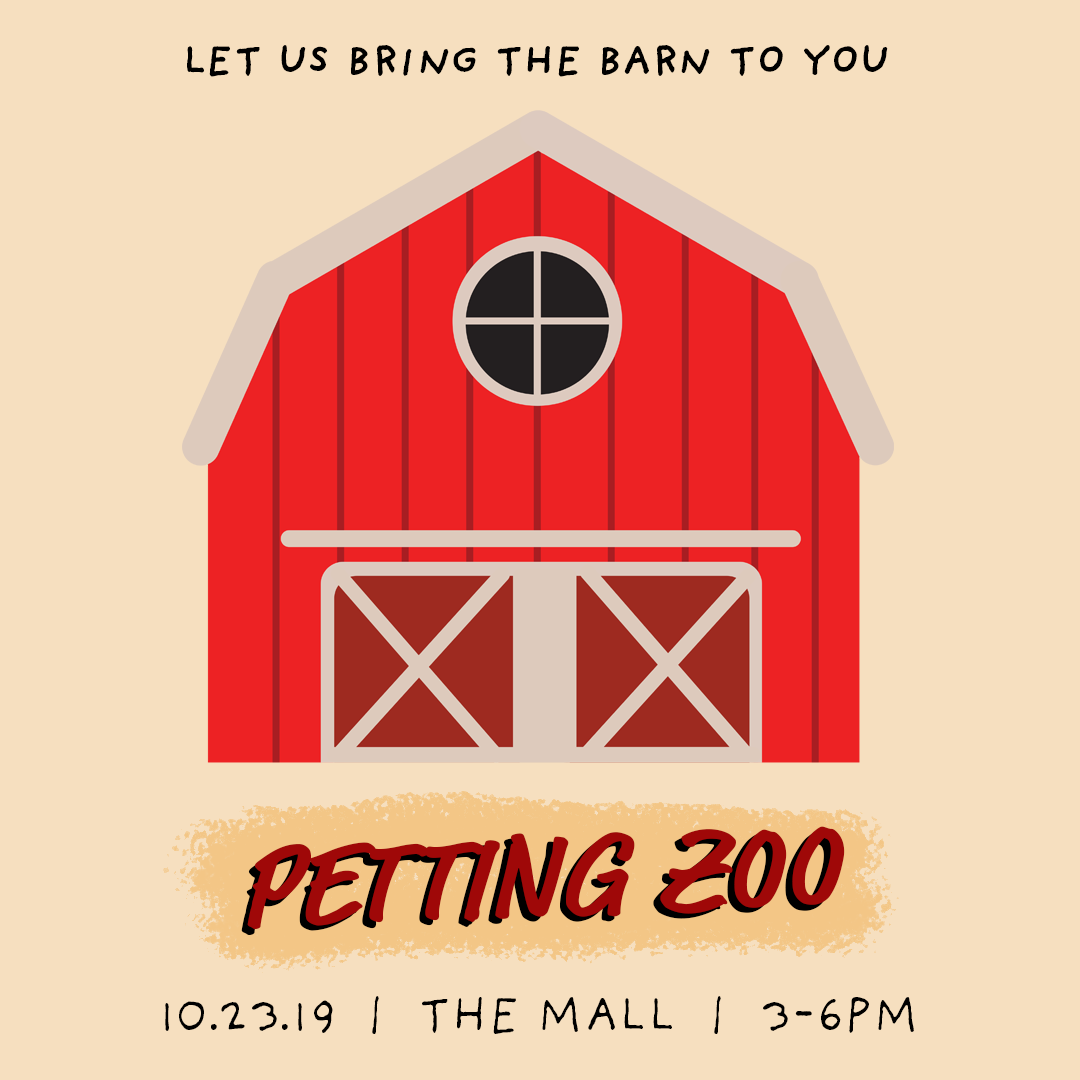 LET US BRING THE BARN TO YOU
PETTING ZOO
10.23.19 | THE MALL | 3-6PM